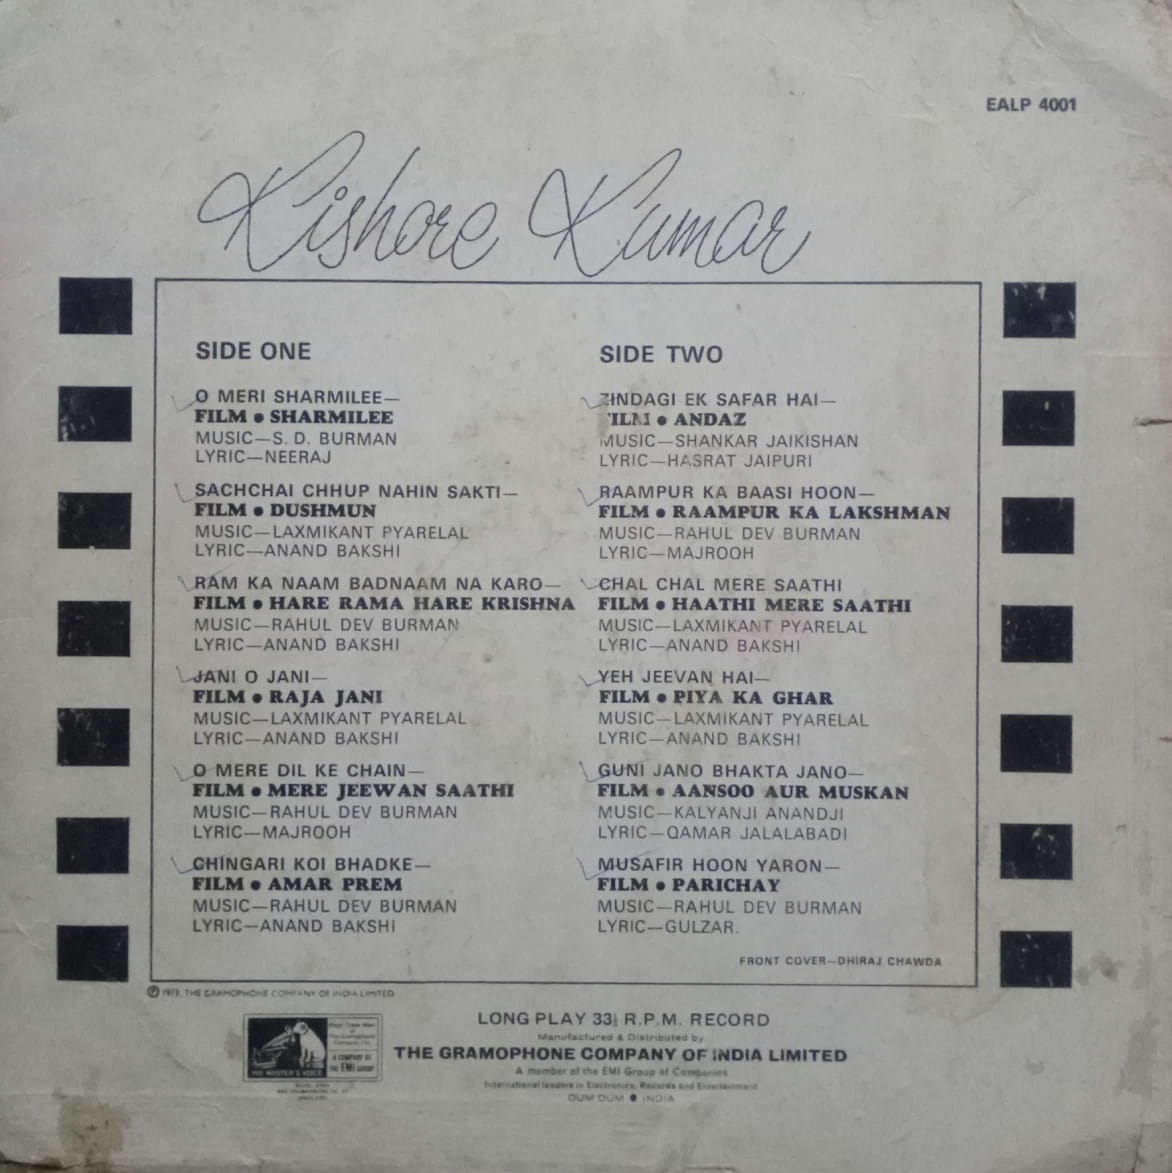 EALP 4001
Kishore Kumar
SIDE ONE
O MERI SHARMILEE—
FILM • SHARMILEE
MUSIC—S. D. BURMAN
LYRIC—NEERAJ
SACHCHAI CHHUP NAHIN SAKTI—
FILM • DUSHMUN
MUSIC—LAXMIKANT PYARELAL
LYRIC—ANAND BAKSHI
RAM KA NAAM BADNAAM NA KARO—
FILM • HARE RAMA HARE KRISHNA
MUSIC—RAHUL DEV BURMAN
LYRIC—ANAND BAKSHI
JANI O JANI—
FILM • RAJA JANI
MUSIC—LAXMIKANT PYARELAL
LYRIC—ANAND BAKSHI
O MERE DIL KE CHAIN—
FILM • MERE JEEWAN SAATHI
MUSIC—RAHUL DEV BURMAN
LYRIC—MAJROOH
CHINGARI KOI BHADKE—
FILM • AMAR PREM
MUSIC—RAHUL DEV BURMAN
LYRIC—ANAND BAKSHI
SIDE TWO
ZINDAGI EK SAFAR HAI—
FILM • ANDAZ
MUSIC—SHANKAR JAIKISHAN
LYRIC—HASRAT JAIPURI
RAAMPUR KA BAASI HOON—
FILM • RAAMPUR KA LAKSHMAN
MUSIC—RAHUL DEV BURMAN
LYRIC—MAJROOH
CHAL CHAL MERE SAATHI
FILM • HAATHI MERE SAATHI
MUSIC—LAXMIKANT PYARELAL
LYRIC—ANAND BAKSHI
YEH JEEVAN HAI—
FILM • PIYA KA GHAR
MUSIC—LAXMIKANT PYARELAL
LYRIC—ANAND BAKSHI
GUNI JANO BHAKTA JANO—
FILM • AANSOO AUR MUSKAN
MUSIC—KALYANJI ANANDJI
LYRIC—QAMAR JALALABADI
MUSAFIR HOON YARON—
FILM • PARICHAY
MUSIC—RAHUL DEV BURMAN
LYRIC—GULZAR.
FRONT COVER—DHIRAJ CHAWDA
℗ 1973, THE GRAMOPHONE COMPANY OF INDIA LIMITED
HIS MASTER'S VOICE
A COMPANY OF
THE EMI GROUP
LONG PLAY 33⅓ R.P.M. RECORD
Manufactured & Distributed by
THE GRAMOPHONE COMPANY OF INDIA LIMITED
A member of the EMI Group of Companies
International leaders in Electronics, Records and Entertainment
DUM DUM • INDIA